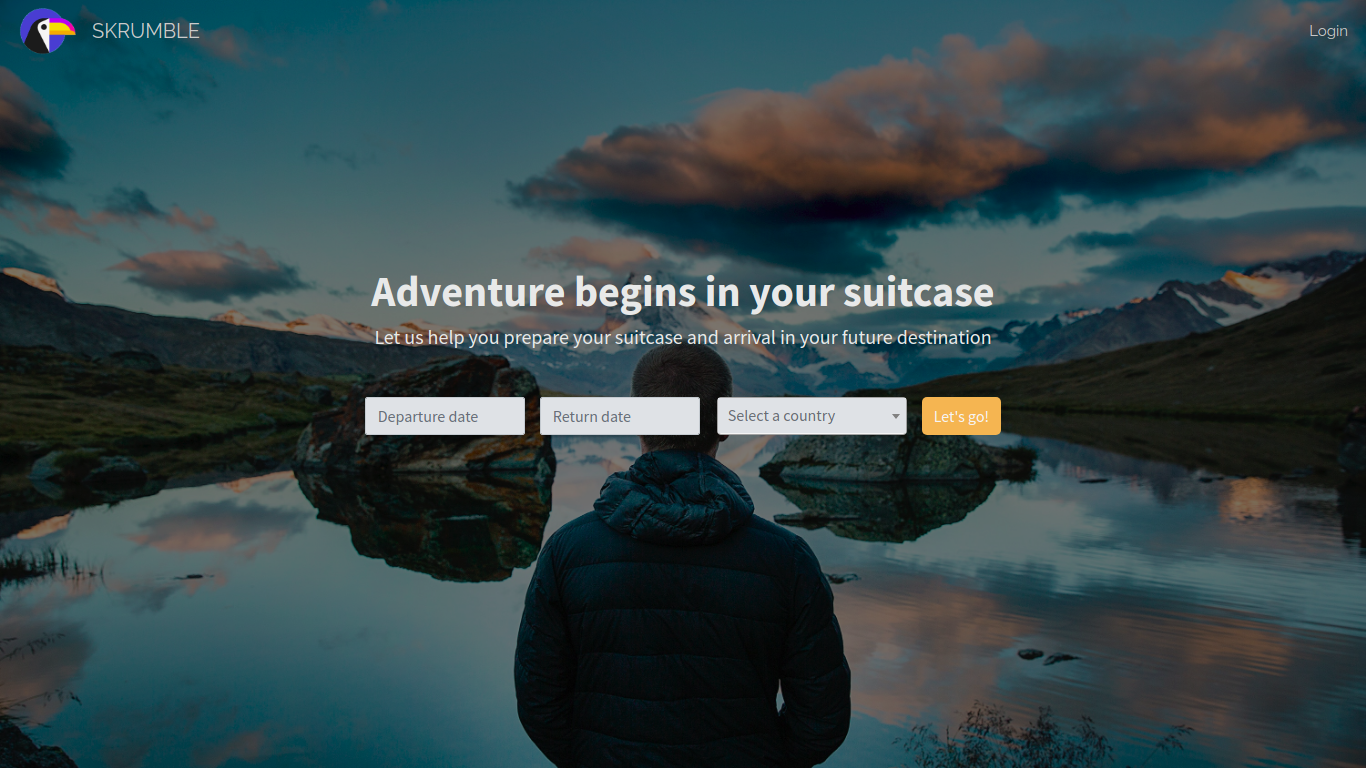 SKRUMBLE
Login
Adventure begins in your suitcase
Let us help you prepare your suitcase and arrival in your future destination
Departure date
Return date
Select a country
Let's go!